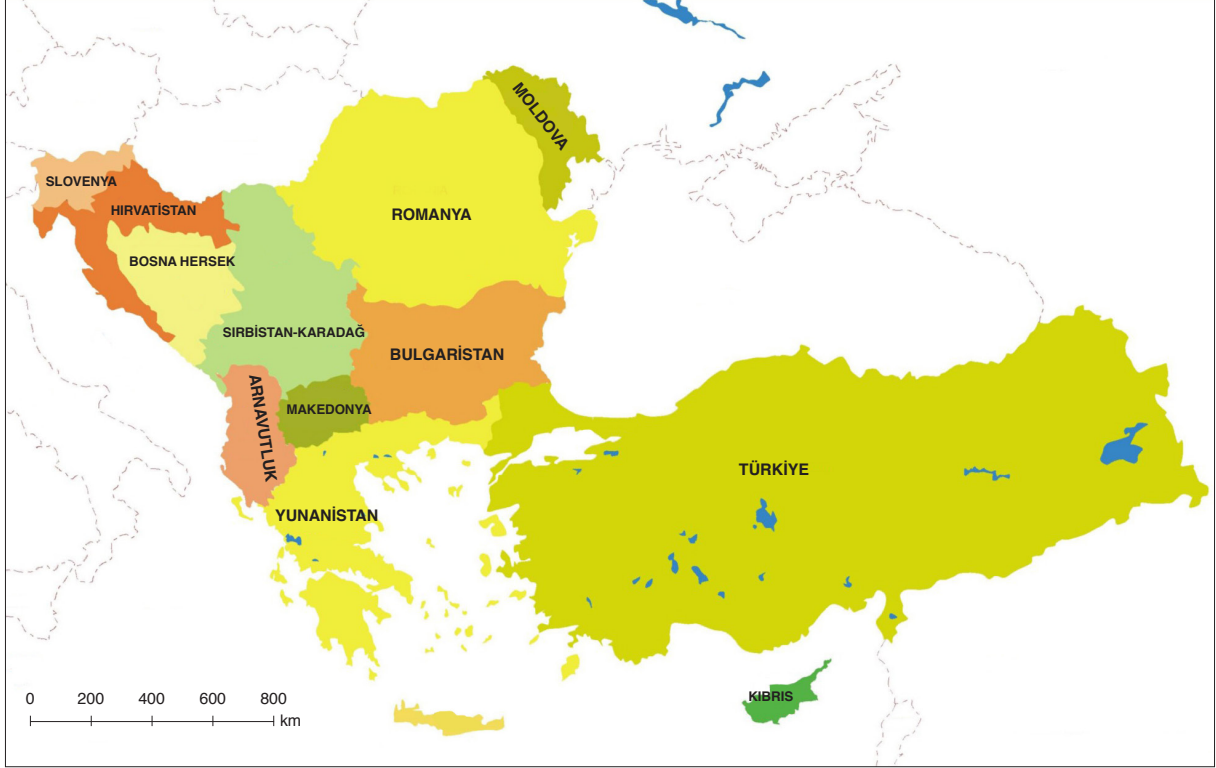 MOLDOVA
SLOVENYA
HIRVATİSTAN
ROMANYA
BOSNA HERSEK
SIRBİSTAN-KARADAĞ
BULGARİSTAN
ARNAVUTLUK
MAKEDONYA
TÜRKİYE
YUNANİSTAN
KIBRIS
0 200 400 600 800
km